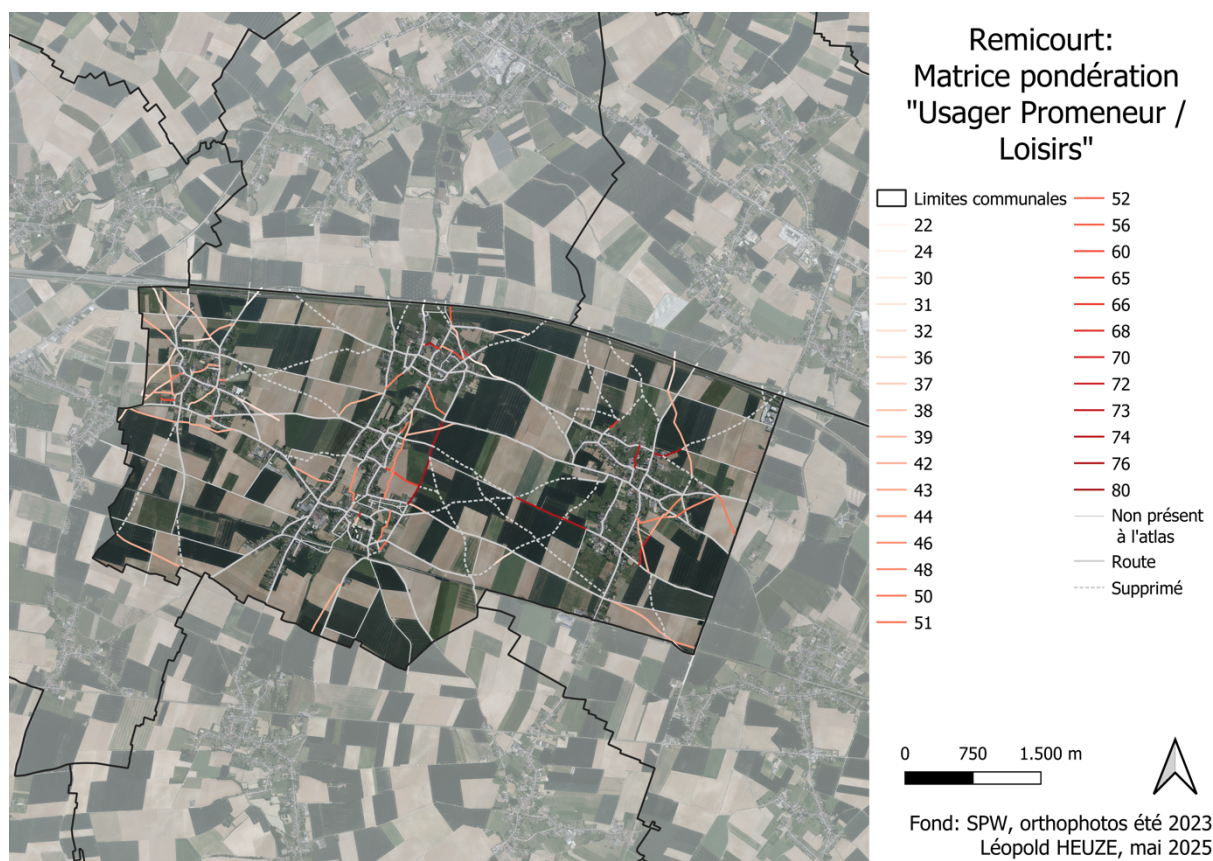 Remicourt:
Matrice pondération
"Usager Promeneur /
Loisirs"
Limites communales
22
24
30
31
32
36
37
38
39
42
43
44
46
48
50
51
52
56
60
65
66
68
70
72
73
74
76
80
Non présent
à l'atlas
Route
Supprimé
0 750 1.500 m
Fond: SPW, orthophotos été 2023
Léopold HEUZE, mai 2025